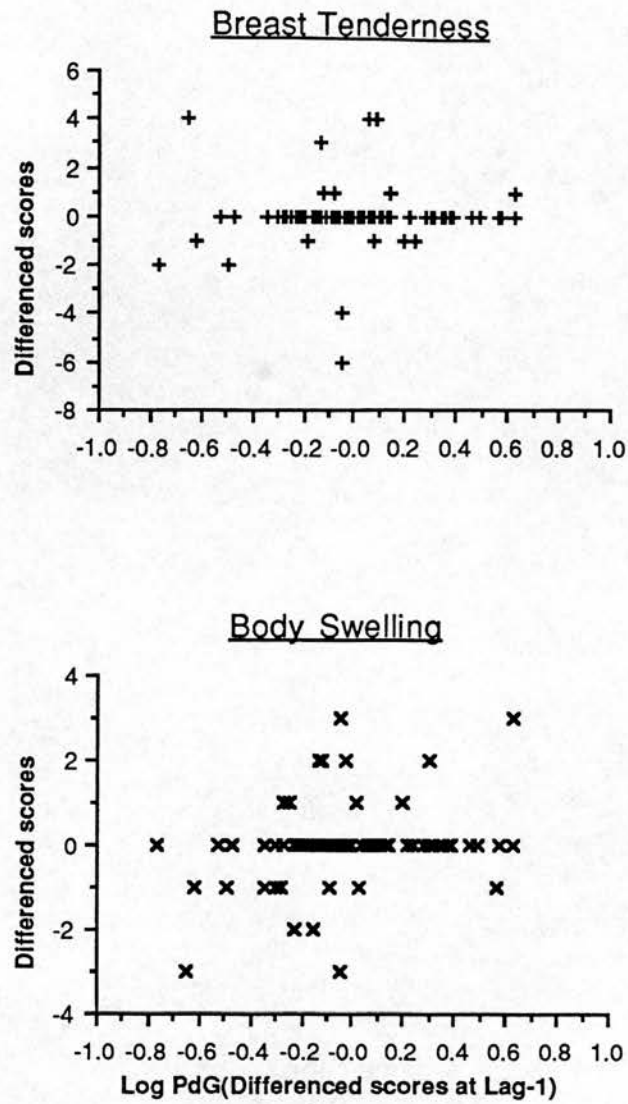 Breast Tenderness
Differenced scores
6
4
2
0
-2
-4
-6
-8
-1.0 -0.8 -0.6 -0.4 -0.2 -0.0 0.2 0.4 0.6 0.8 1.0
Body Swelling
Differenced scores
4
2
0
-2
-4
-1.0 -0.8 -0.6 -0.4 -0.2 -0.0 0.2 0.4 0.6 0.8 1.0
Log PdG(Differenced scores at Lag-1)